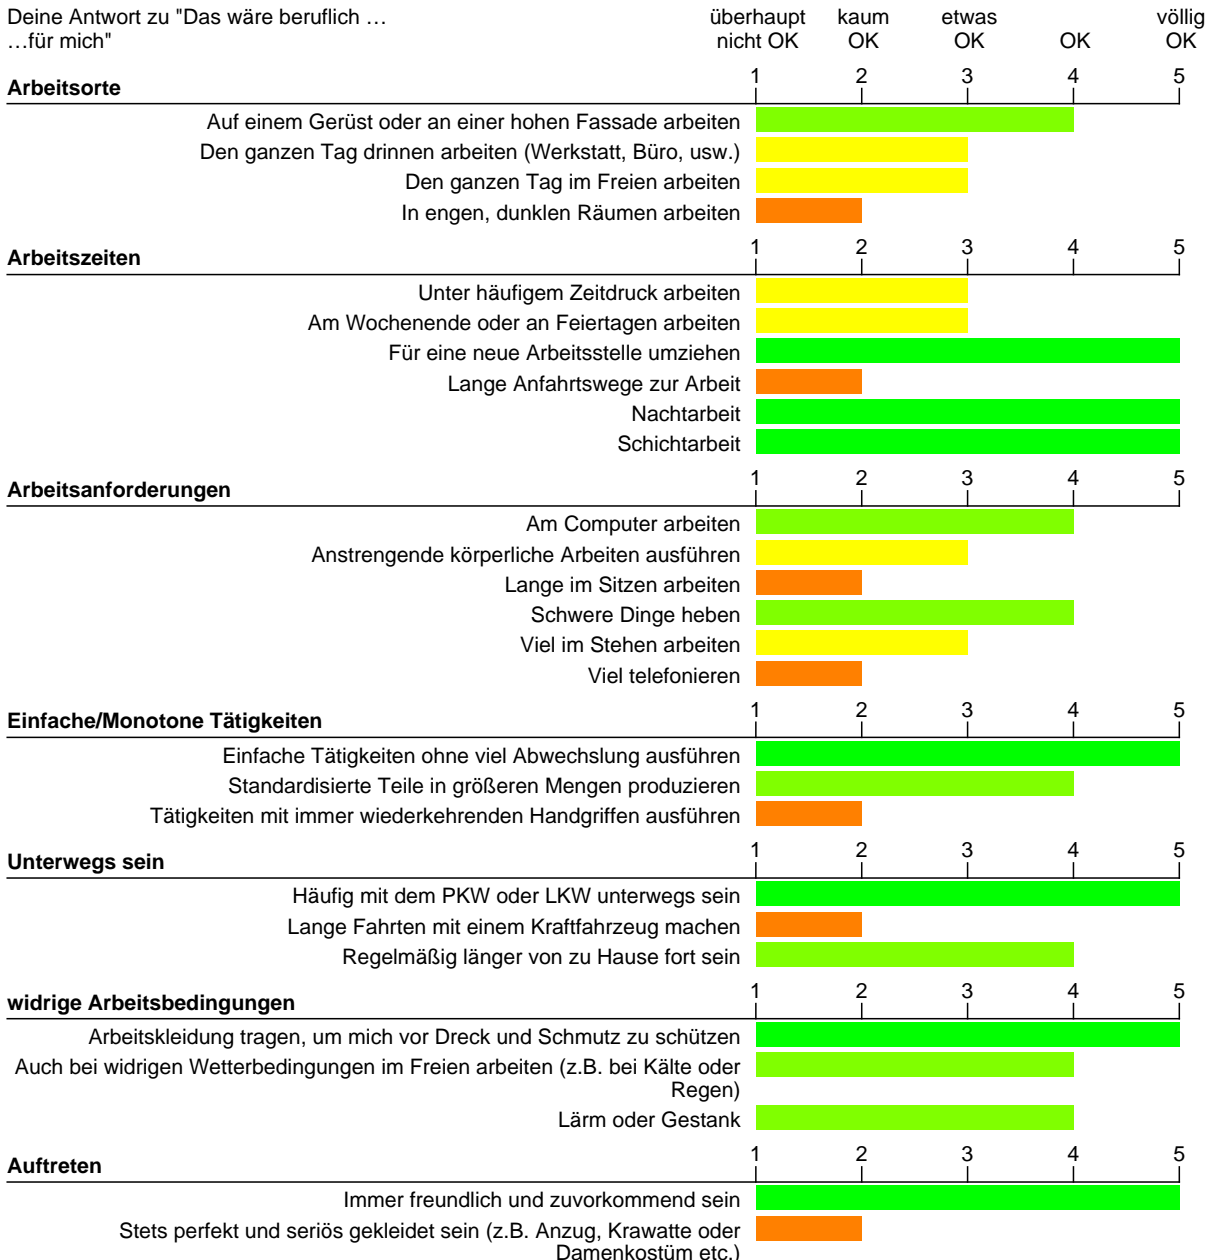 Deine Antwort zu "Das wäre beruflich … überhaupt kaum etwas völlig
…für mich" nicht OK OK OK OK OK
Arbeitsorte 1 2 3 4 5
Auf einem Gerüst oder an einer hohen Fassade arbeiten
Den ganzen Tag drinnen arbeiten (Werkstatt, Büro, usw.)
Den ganzen Tag im Freien arbeiten
In engen, dunklen Räumen arbeiten
Arbeitszeiten 1 2 3 4 5
Unter häufigem Zeitdruck arbeiten
Am Wochenende oder an Feiertagen arbeiten
Für eine neue Arbeitsstelle umziehen
Lange Anfahrtswege zur Arbeit
Nachtarbeit
Schichtarbeit
Arbeitsanforderungen 1 2 3 4 5
Am Computer arbeiten
Anstrengende körperliche Arbeiten ausführen
Lange im Sitzen arbeiten
Schwere Dinge heben
Viel im Stehen arbeiten
Viel telefonieren
Einfache/Monotone Tätigkeiten 1 2 3 4 5
Einfache Tätigkeiten ohne viel Abwechslung ausführen
Standardisierte Teile in größeren Mengen produzieren
Tätigkeiten mit immer wiederkehrenden Handgriffen ausführen
Unterwegs sein 1 2 3 4 5
Häufig mit dem PKW oder LKW unterwegs sein
Lange Fahrten mit einem Kraftfahrzeug machen
Regelmäßig länger von zu Hause fort sein
widrige Arbeitsbedingungen 1 2 3 4 5
Arbeitskleidung tragen, um mich vor Dreck und Schmutz zu schützen
Auch bei widrigen Wetterbedingungen im Freien arbeiten (z.B. bei Kälte oder
Regen)
Lärm oder Gestank
Auftreten 1 2 3 4 5
Immer freundlich und zuvorkommend sein
Stets perfekt und seriös gekleidet sein (z.B. Anzug, Krawatte oder
Damenkostüm etc.)